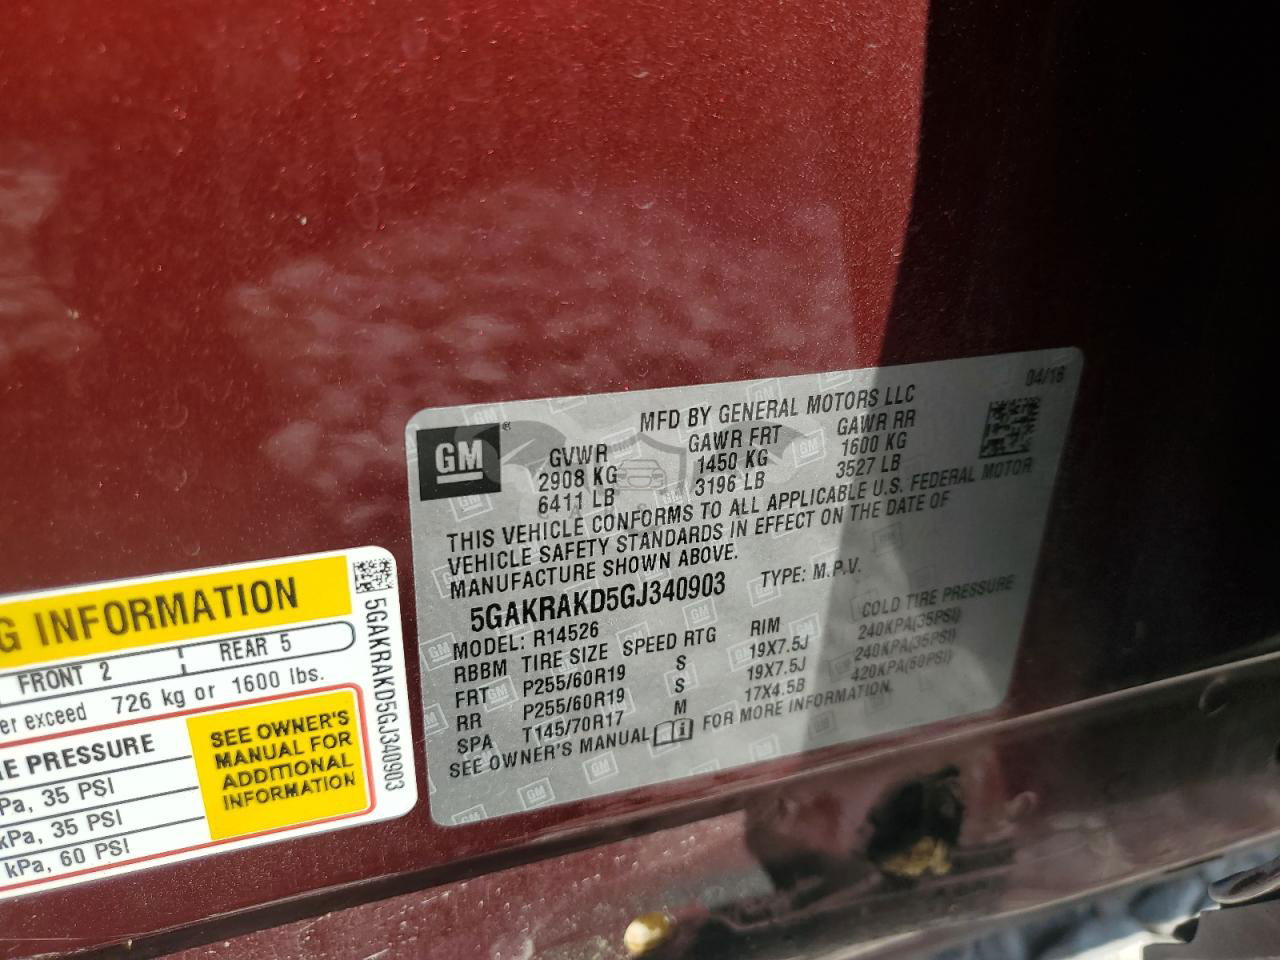 G INFORMATION
FRONT 2 REAR 5
er exceed 726 kg or 1600 lbs.
RE PRESSURE
Pa, 35 PSI
kPa, 35 PSI
kPa, 60 PSI
SEE OWNER'S
MANUAL FOR
ADDITIONAL
INFORMATION
5GAKRAKD5GJ340903
04/16
GM
MFD BY GENERAL MOTORS LLC
GVWR GAWR FRT GAWR RR
2908 KG 1450 KG 1600 KG
6411 LB 3196 LB 3527 LB
THIS VEHICLE CONFORMS TO ALL APPLICABLE U.S. FEDERAL MOTOR
VEHICLE SAFETY STANDARDS IN EFFECT ON THE DATE OF
MANUFACTURE SHOWN ABOVE.
5GAKRAKD5GJ340903 TYPE: M.P.V.
MODEL: R14526
RBBM TIRE SIZE SPEED RTG RIM COLD TIRE PRESSURE
FRT P255/60R19 S 19X7.5J 240KPA(35PSI)
RR P255/60R19 S 19X7.5J 240KPA(35PSI)
SPA T145/70R17 M 17X4.5B 420KPA(60PSI)
SEE OWNER'S MANUAL FOR MORE INFORMATION.